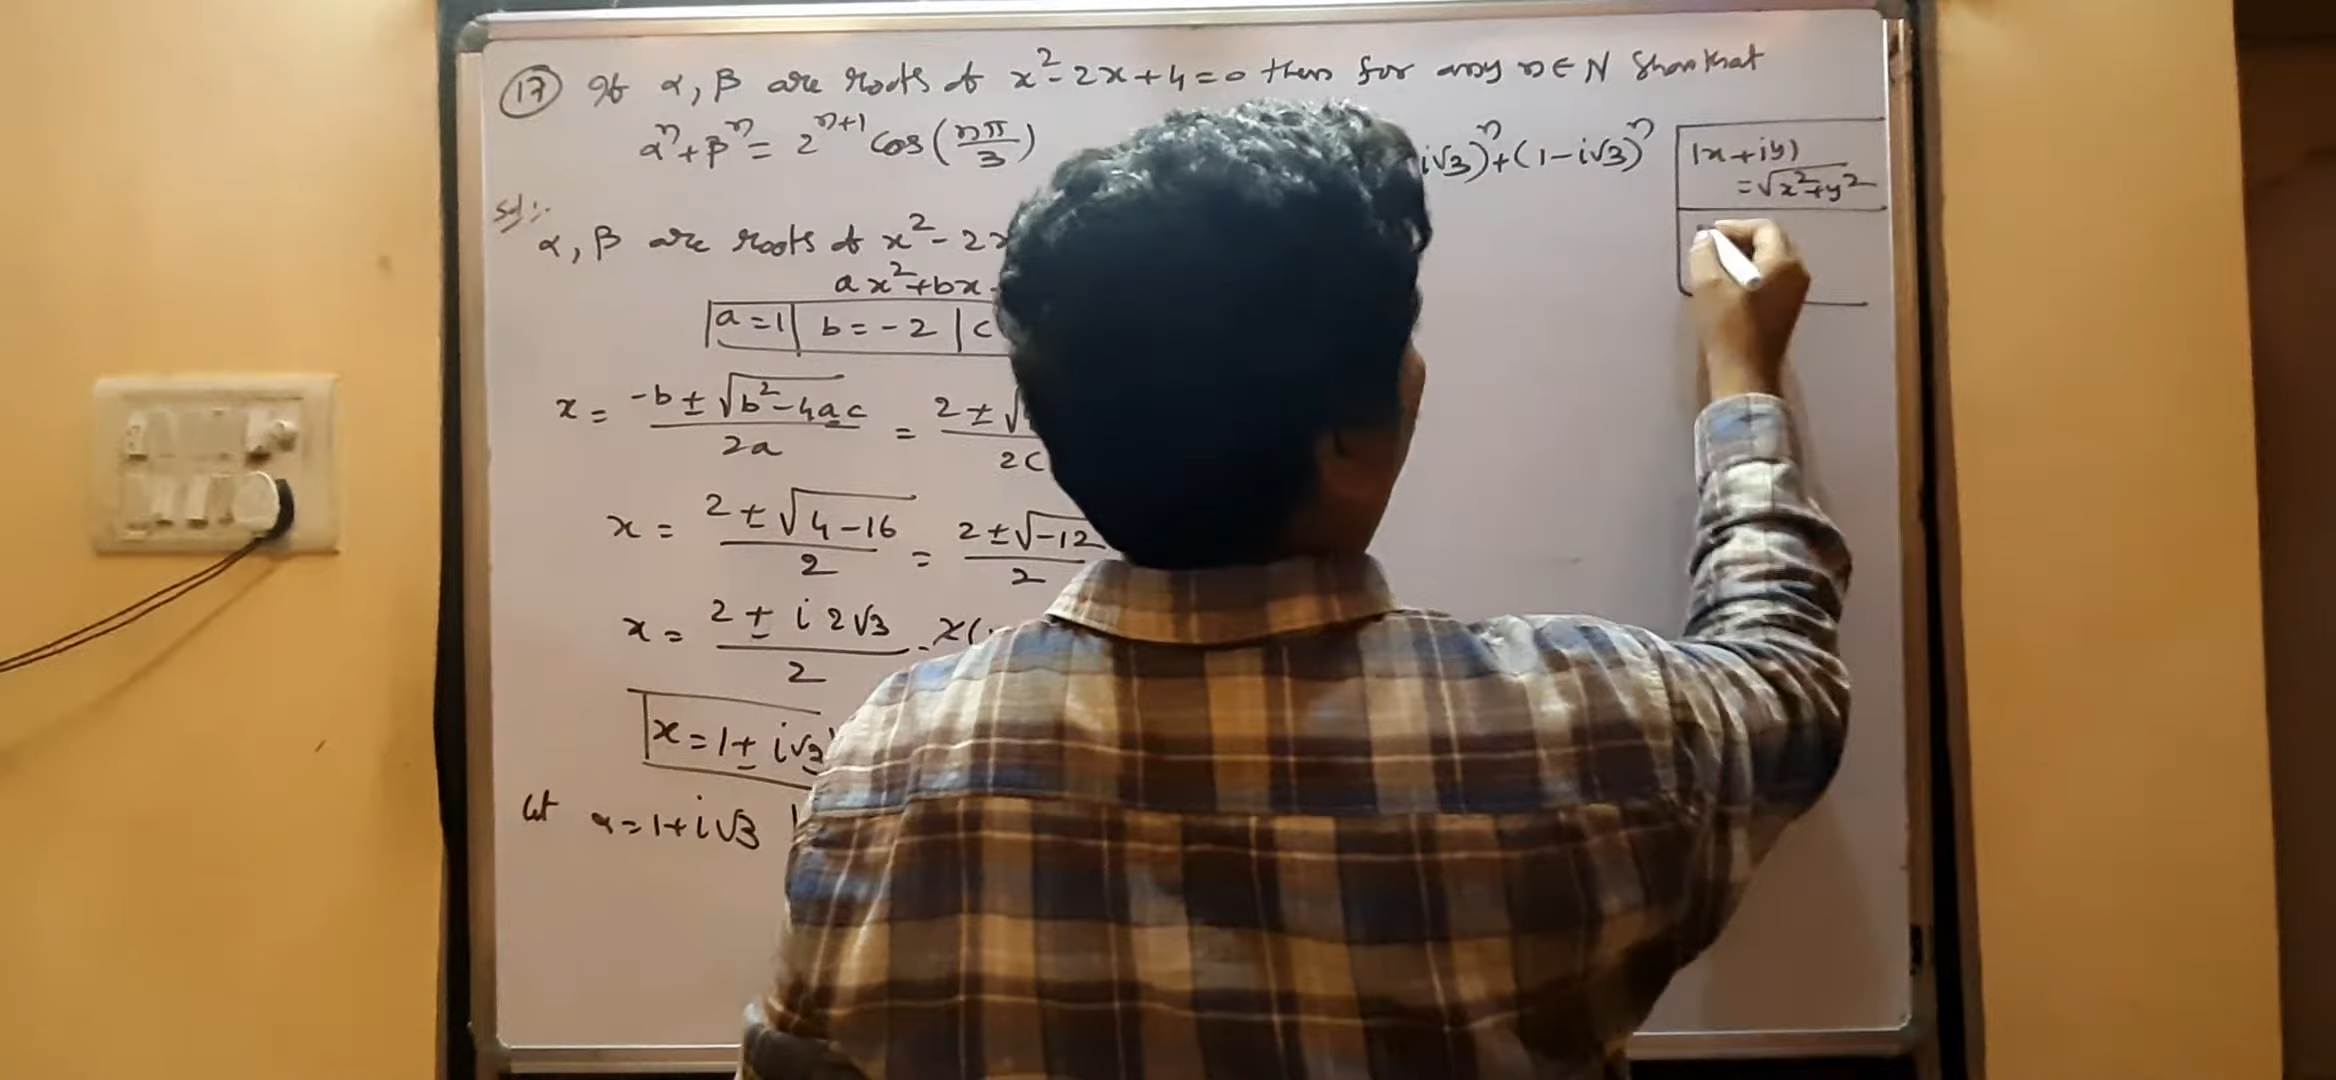 17 If α, β are roots of x² - 2x + 4 = 0 then for any n ∈ N Show that
αⁿ + βⁿ = 2ⁿ⁺¹ cos(nπ/3)
Sol:-
α, β are roots of x² - 2x
ax² + bx
a = 1 | b = -2 | c
x = (-b ± √(b² - 4ac))/2a = 2 ± √
x = (2 ± √(4 - 16))/2 = (2 ± √-12)/2
x = (2 ± i2√3)/2
x = 1 ± i√3
let α = 1 + i√3
i√3)ⁿ + (1 - i√3)ⁿ
|x + iy|
= √(x² + y²)